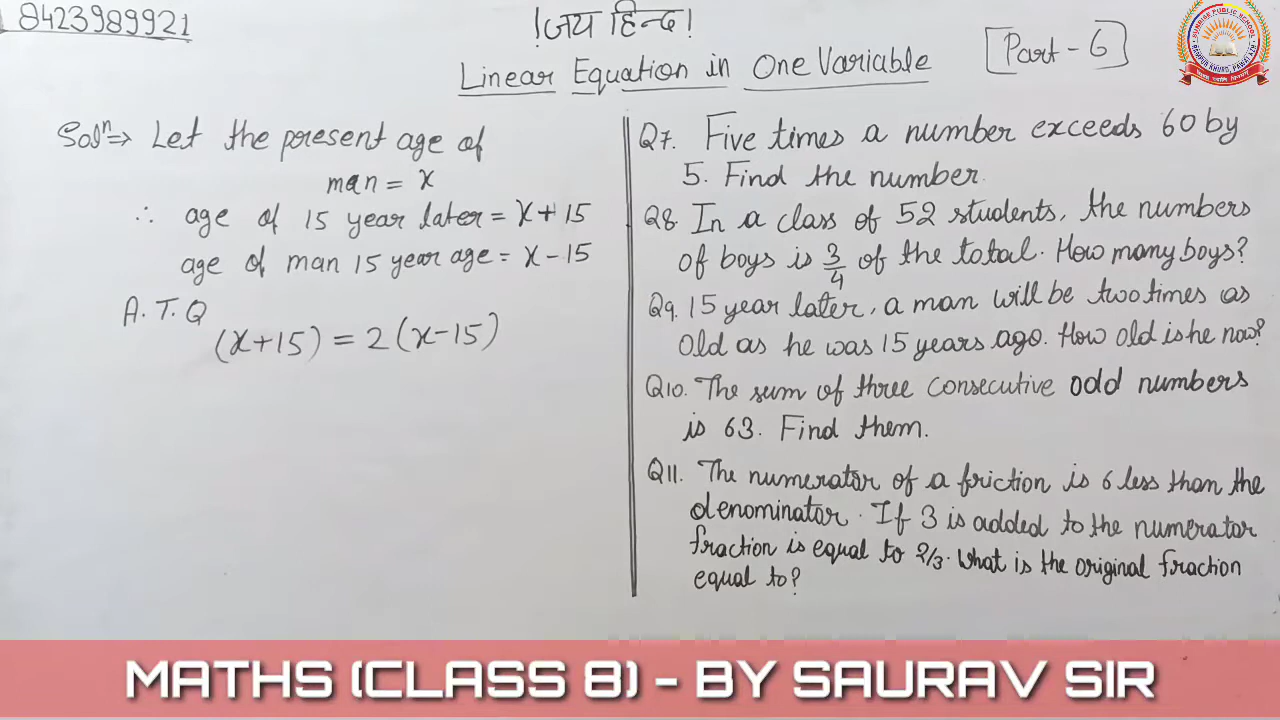 8423989921
!जय हिन्द!
Linear Equation in One Variable
[Part-6]
Solⁿ⇒ Let the present age of
man = x
∴ age of 15 year later = x+15
age of man 15 year age = x-15
A.T.Q
(x+15) = 2(x-15)
Q7. Five times a number exceeds 60 by
5. Find the number.
Q8 In a class of 52 students, the numbers
of boys is 3/4 of the total. How many boys?
Q9. 15 year later, a man will be two times as
old as he was 15 years ago. How old is he now?
Q10. The sum of three consecutive odd numbers
is 63. Find them.
Q11. The numerator of a friction is 6 less than the
denominator. If 3 is added to the numerator
fraction is equal to 2/3. What is the original fraction
equal to?
SUNRISE PUBLIC SCHOOL
MATHS (CLASS 8) - BY SAURAV SIR